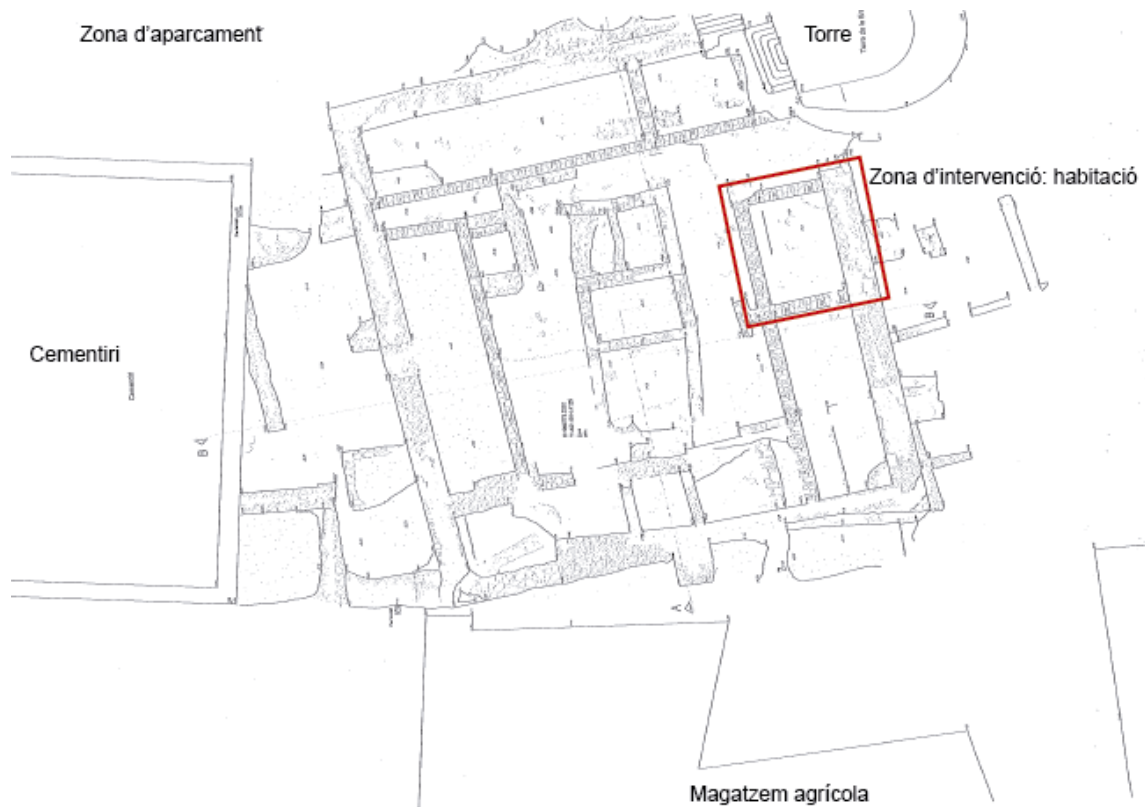 Zona d'aparcament
Torre
Zona d'intervenció: habitació
Cementiri
B
B
A
Magatzem agrícola